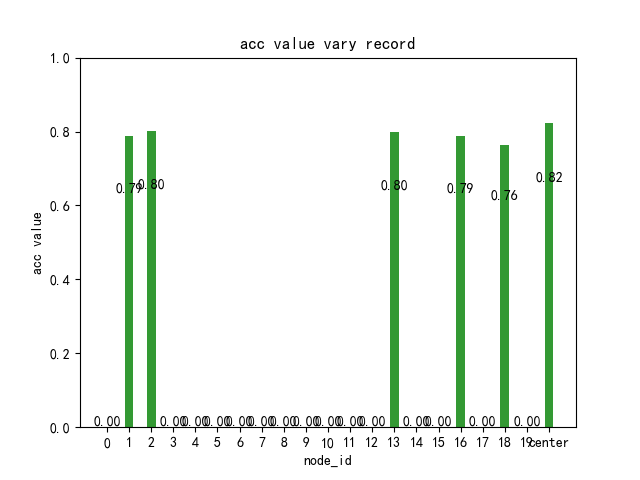 acc value vary record
1.0
0.8
0.6
0.4
0.2
0.0
acc value
0.00 0.79 0.80 0.00 0.00 0.00 0.00 0.00 0.00 0.00 0.00 0.00 0.00 0.80 0.00 0.00 0.79 0.00 0.76 0.00 0.82
0 1 2 3 4 5 6 7 8 9 10 11 12 13 14 15 16 17 18 19 center
node_id